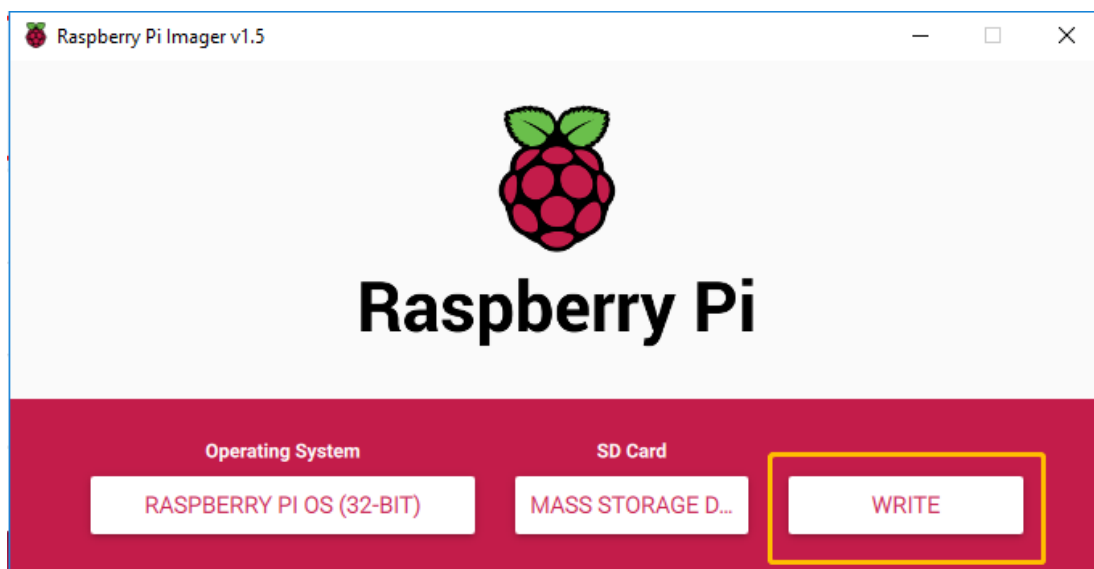 Raspberry Pi Imager v1.5
Raspberry Pi
Operating System
SD Card
RASPBERRY PI OS (32-BIT)
MASS STORAGE D...
WRITE